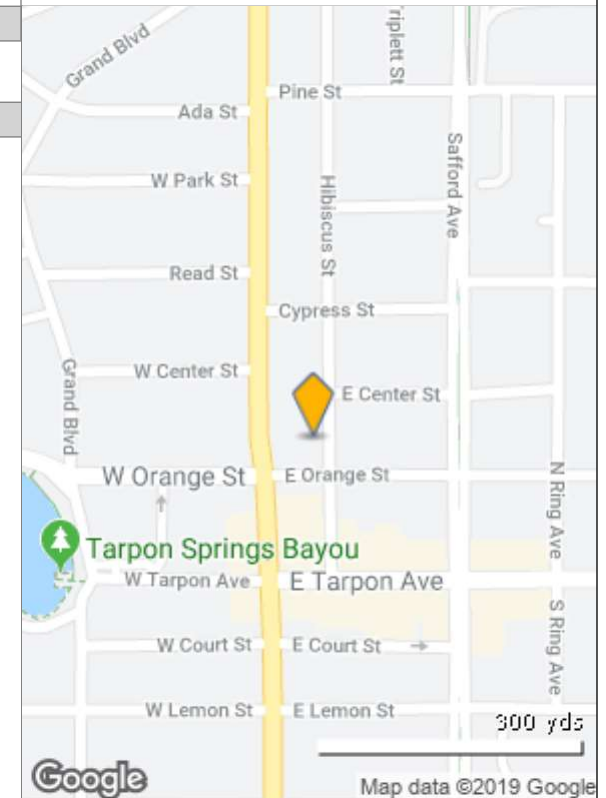 Grand Blvd
Triplett St
Pine St
Ada St
Safford Ave
W Park St
Hibiscus St
Read St
Cypress St
W Center St
Grand Blvd
E Center St
W Orange St
E Orange St
N Ring Ave
Tarpon Springs Bayou
W Tarpon Ave
E Tarpon Ave
S Ring Ave
W Court St
E Court St
W Lemon St
E Lemon St
300 yds
Google
Map data ©2019 Google